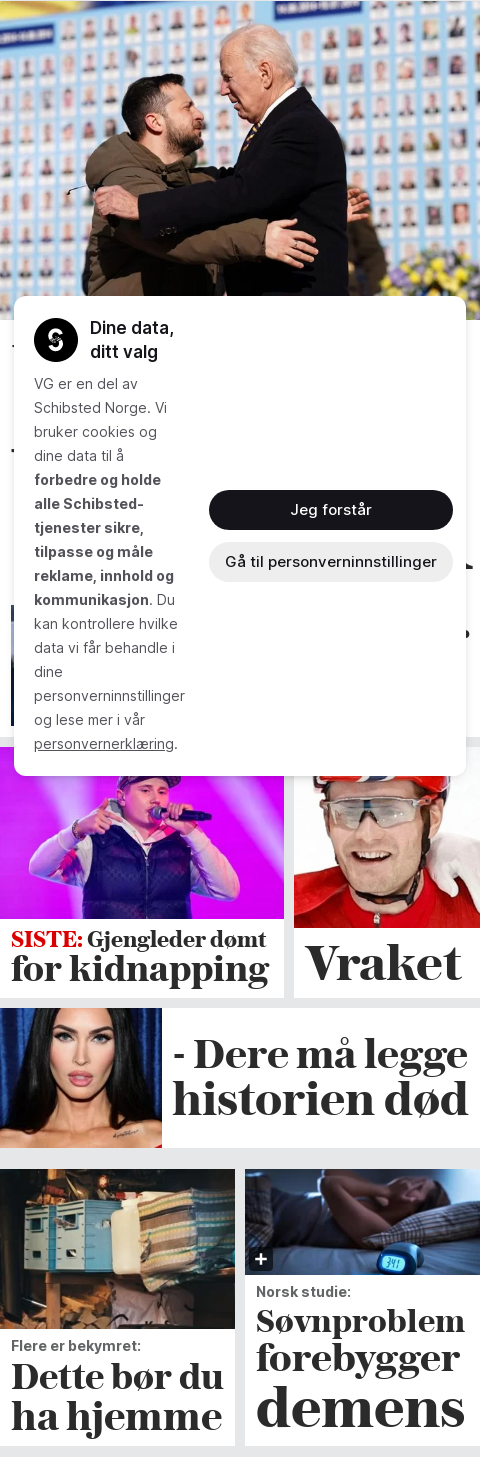 Dine data,
ditt valg
VG er en del av
Schibsted Norge. Vi
bruker cookies og
dine data til å
forbedre og holde
alle Schibsted-
tjenester sikre,
tilpasse og måle
reklame, innhold og
kommunikasjon. Du
kan kontrollere hvilke
data vi får behandle i
dine
personverninnstillinger
og lese mer i vår
personvernerklæring.
Jeg forstår
Gå til personverninnstillinger
SISTE: Gjengleder dømt
for kidnapping
Vraket
- Dere må legge
historien død
Flere er bekymret:
Dette bør du
ha hjemme
3:41
Norsk studie:
Søvnproblem
forebygger
demens